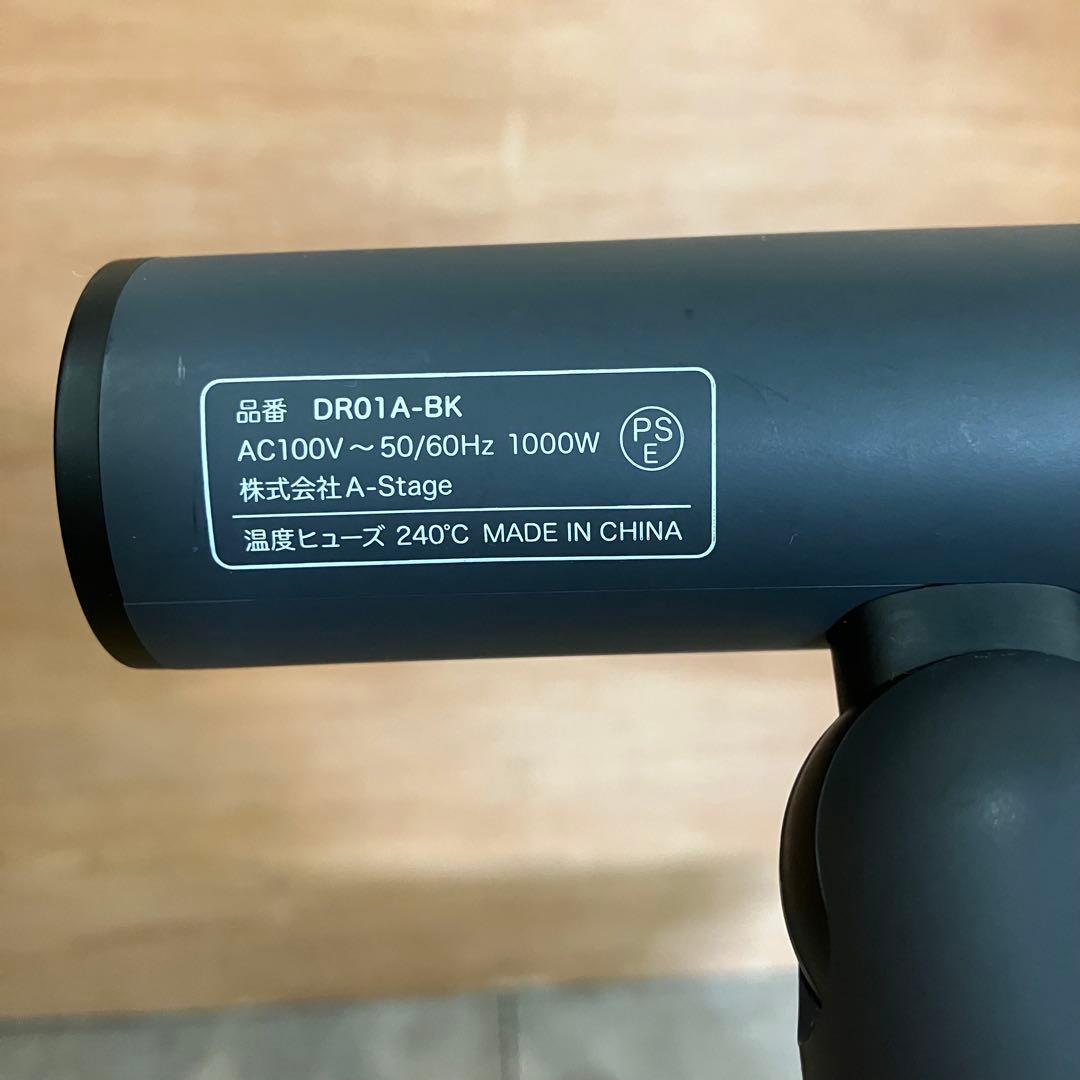 品番 DR01A-BK
AC100V～50/60Hz 1000W
PS
E
株式会社A-Stage
温度ヒューズ 240℃ MADE IN CHINA